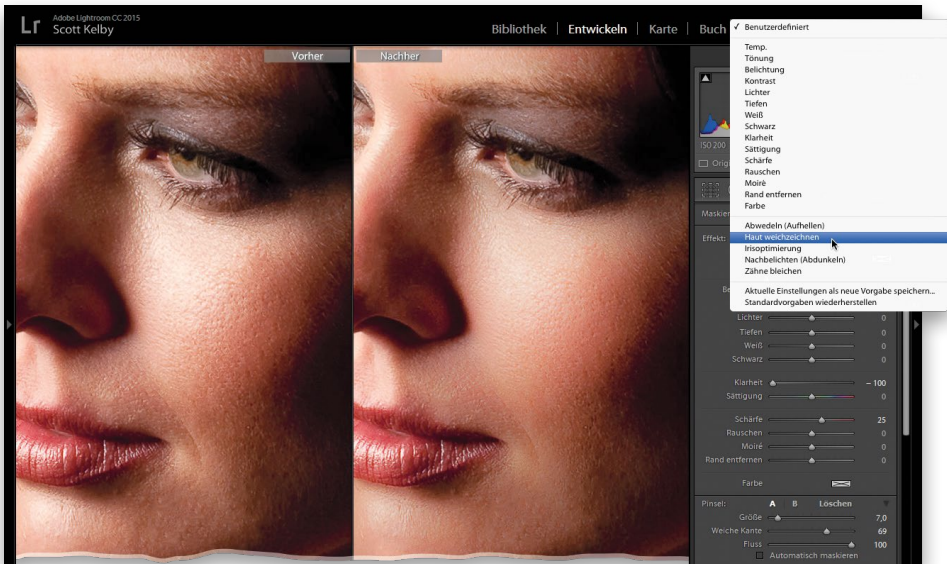 Lr Adobe Lightroom CC 2015
Scott Kelby
Bibliothek | Entwickeln | Karte | Buch
Vorher
Nachher
✓ Benutzerdefiniert
Temp.
Tönung
Belichtung
Kontrast
Lichter
Tiefen
Weiß
Schwarz
Klarheit
Sättigung
Schärfe
Rauschen
Moiré
Rand entfernen
Farbe
Abwedeln (Aufhellen)
Haut weichzeichnen
Irisoptimierung
Nachbelichten (Abdunkeln)
Zähne bleichen
Aktuelle Einstellungen als neue Vorgabe speichern...
Standardvorgaben wiederherstellen
ISO 200
Effekt:
Lichter 0
Tiefen 0
Weiß 0
Schwarz 0
Klarheit – 100
Sättigung 0
Schärfe 25
Rauschen 0
Moiré 0
Rand entfernen 0
Farbe
Pinsel: A B Löschen
Größe 7,0
Weiche Kante 69
Fluss 100
Automatisch maskieren